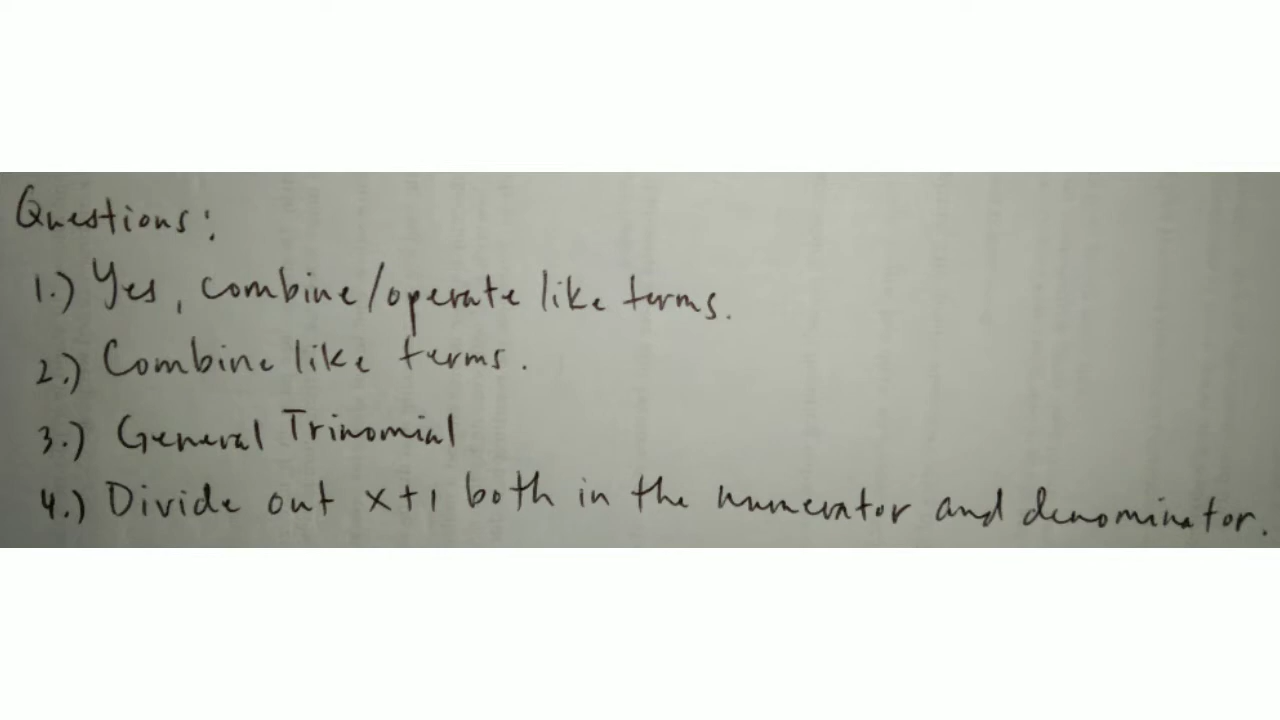 Questions:
1.) Yes, combine/operate like terms.
2.) Combine like terms.
3.) General Trinomial
4.) Divide out x+1 both in the numerator and denominator.